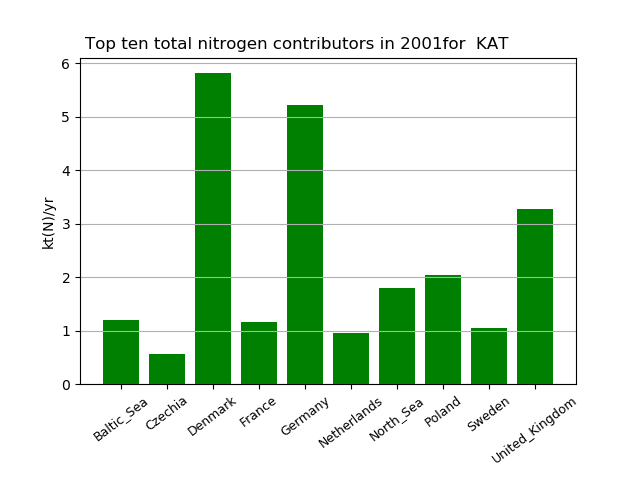 Top ten total nitrogen contributors in 2001for  KAT
6
5
4
3
2
1
0
kt(N)/yr
Baltic_Sea
Czechia
Denmark
France
Germany
Netherlands
North_Sea
Poland
Sweden
United_Kingdom